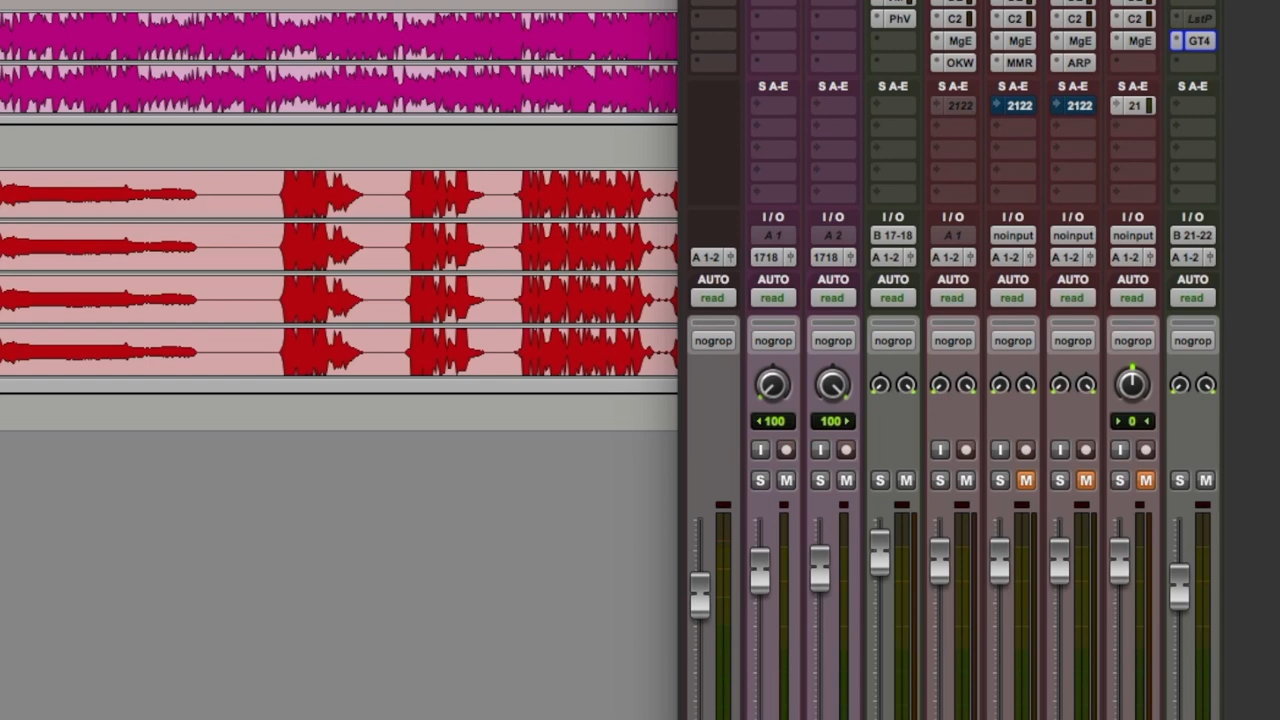 PhV C2 C2 C2 C2 LstP
MgE MgE MgE MgE GT4
OKW MMR ARP
S A-E S A-E S A-E S A-E S A-E S A-E S A-E S A-E
2122 2122 2122 21
I / O I / O I / O I / O I / O I / O I / O I / O
A 1 A 2 B 17-18 A 1 noinput noinput noinput B 21-22
A 1-2 1718 1718 A 1-2 A 1-2 A 1-2 A 1-2 A 1-2 A 1-2
AUTO AUTO AUTO AUTO AUTO AUTO AUTO AUTO AUTO
read read read read read read read read read
nogrop nogrop nogrop nogrop nogrop nogrop nogrop nogrop nogrop
100 100 0
I I I I I I
S M S M S M S M S M S M S M S M